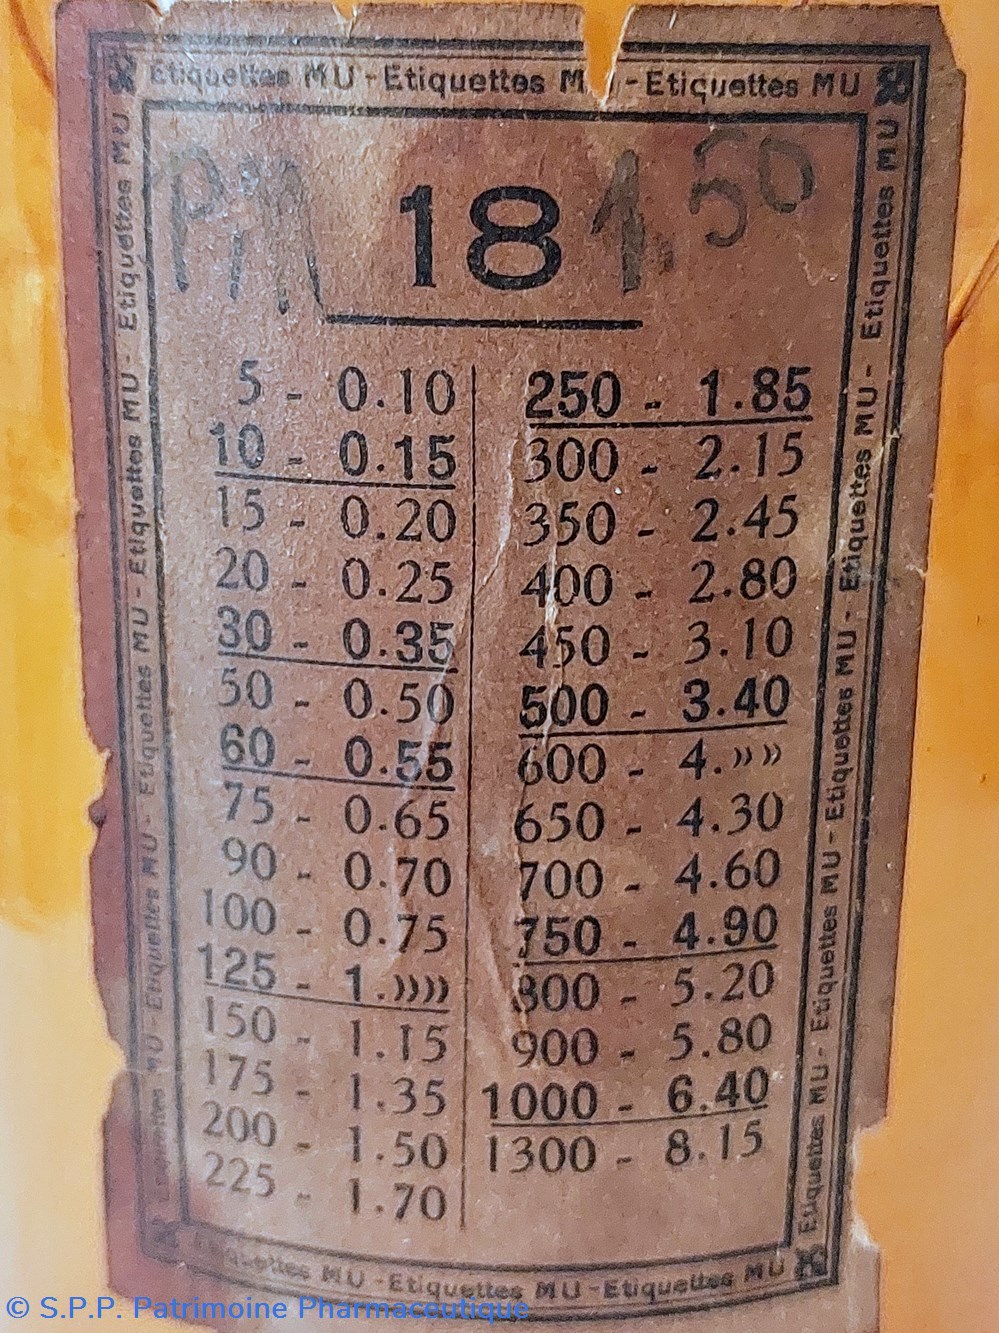 Etiquettes MU - Etiquettes M - Etiquettes MU
18 1.50
5 - 0.10
10 - 0.15
15 - 0.20
20 - 0.25
30 - 0.35
50 - 0.50
60 - 0.55
75 - 0.65
90 - 0.70
100 - 0.75
125 - 1.»»
150 - 1.15
175 - 1.35
200 - 1.50
225 - 1.70
250 - 1.85
300 - 2.15
350 - 2.45
400 - 2.80
450 - 3.10
500 - 3.40
600 - 4.»»
650 - 4.30
700 - 4.60
750 - 4.90
800 - 5.20
900 - 5.80
1000 - 6.40
1300 - 8.15
Etiquettes MU - Etiquettes MU - Etiquettes MU - Etiquettes MU - Etiquettes MU
Etiquettes MU - Etiquettes MU - Etiquettes MU - Etiquettes MU - Etiquettes MU
Etiquettes MU - Etiquettes MU - Etiquettes MU
© S.P.P. Patrimoine Pharmaceutique